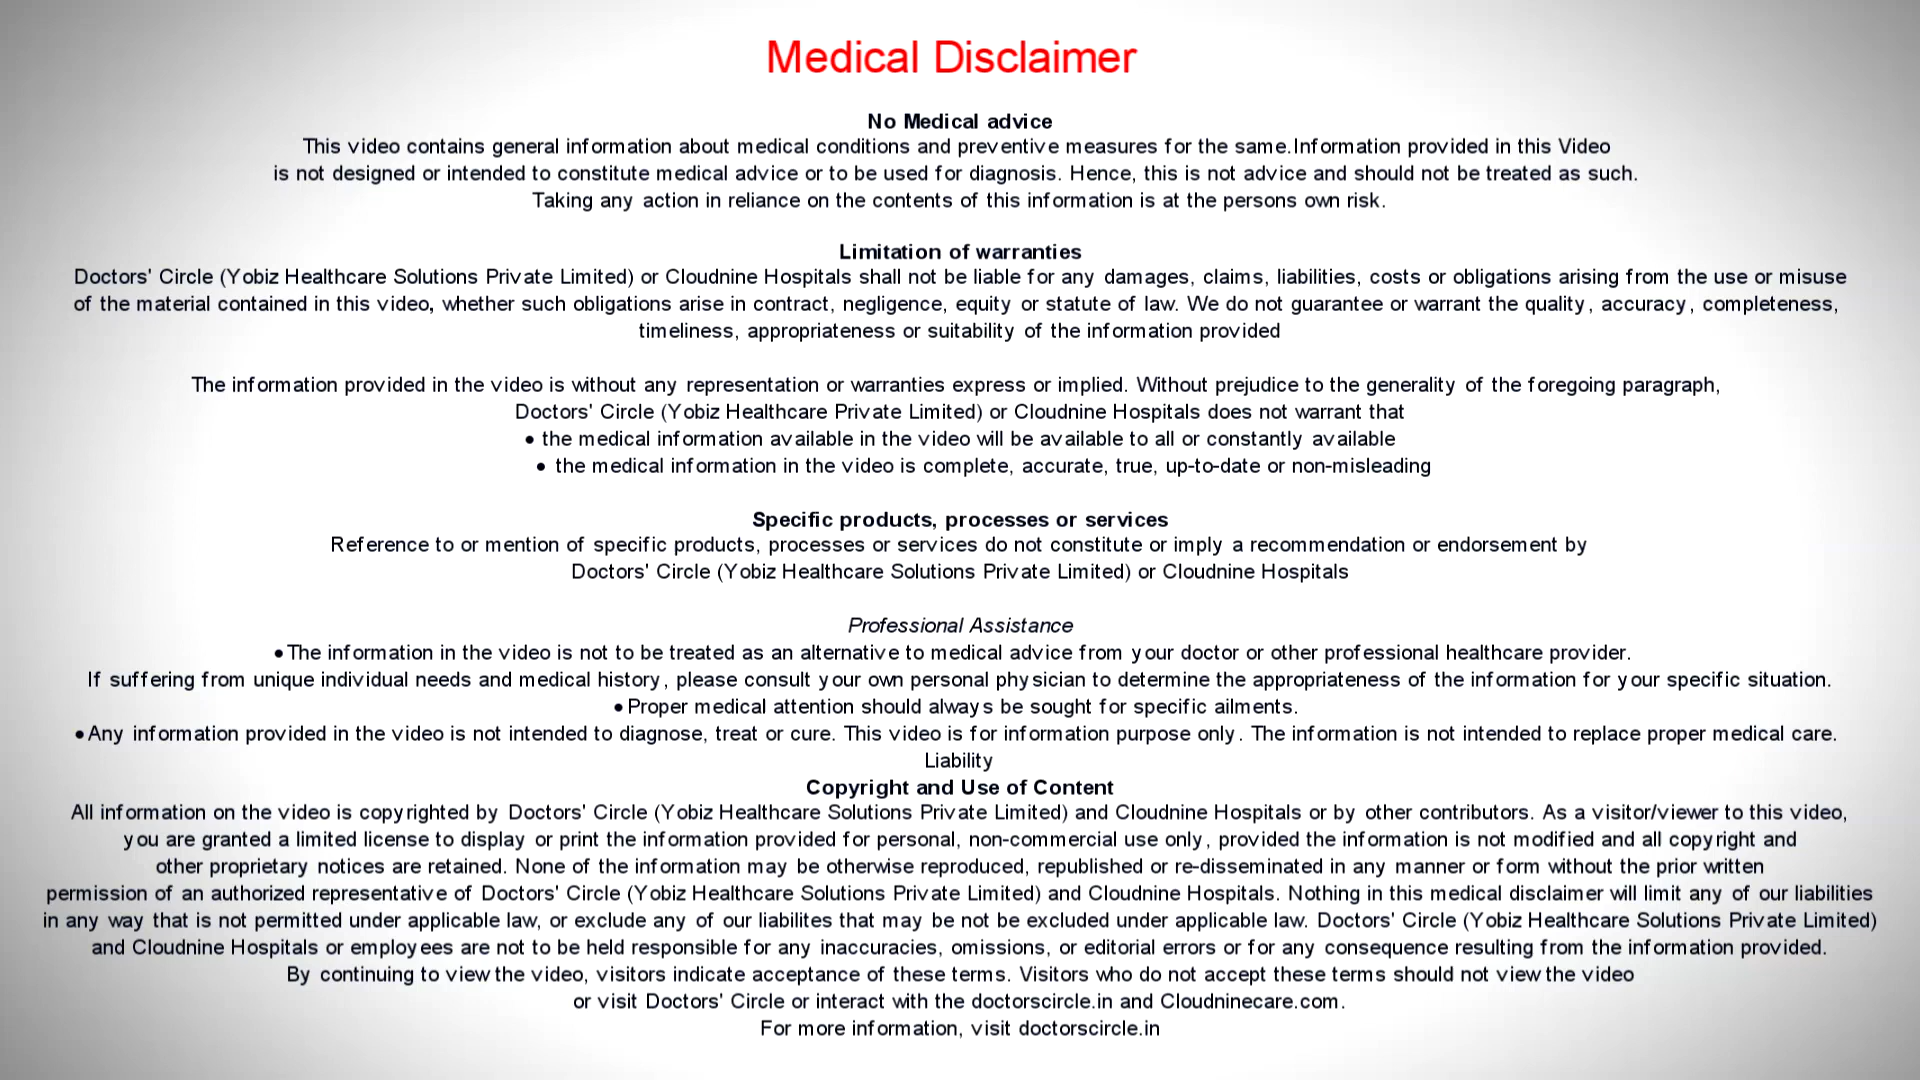 Medical Disclaimer
No Medical advice
This video contains general information about medical conditions and preventive measures for the same.Information provided in this Video
is not designed or intended to constitute medical advice or to be used for diagnosis. Hence, this is not advice and should not be treated as such.
Taking any action in reliance on the contents of this information is at the persons own risk.
Limitation of warranties
Doctors' Circle (Yobiz Healthcare Solutions Private Limited) or Cloudnine Hospitals shall not be liable for any damages, claims, liabilities, costs or obligations arising from the use or misuse
of the material contained in this video, whether such obligations arise in contract, negligence, equity or statute of law. We do not guarantee or warrant the quality, accuracy, completeness,
timeliness, appropriateness or suitability of the information provided
The information provided in the video is without any representation or warranties express or implied. Without prejudice to the generality of the foregoing paragraph,
Doctors' Circle (Yobiz Healthcare Private Limited) or Cloudnine Hospitals does not warrant that
• the medical information available in the video will be available to all or constantly available
• the medical information in the video is complete, accurate, true, up-to-date or non-misleading
Specific products, processes or services
Reference to or mention of specific products, processes or services do not constitute or imply a recommendation or endorsement by
Doctors' Circle (Yobiz Healthcare Solutions Private Limited) or Cloudnine Hospitals
Professional Assistance
•The information in the video is not to be treated as an alternative to medical advice from your doctor or other professional healthcare provider.
If suffering from unique individual needs and medical history, please consult your own personal physician to determine the appropriateness of the information for your specific situation.
•Proper medical attention should always be sought for specific ailments.
•Any information provided in the video is not intended to diagnose, treat or cure. This video is for information purpose only. The information is not intended to replace proper medical care.
Liability
Copyright and Use of Content
All information on the video is copyrighted by Doctors' Circle (Yobiz Healthcare Solutions Private Limited) and Cloudnine Hospitals or by other contributors. As a visitor/viewer to this video,
you are granted a limited license to display or print the information provided for personal, non-commercial use only, provided the information is not modified and all copyright and
other proprietary notices are retained. None of the information may be otherwise reproduced, republished or re-disseminated in any manner or form without the prior written
permission of an authorized representative of Doctors' Circle (Yobiz Healthcare Solutions Private Limited) and Cloudnine Hospitals. Nothing in this medical disclaimer will limit any of our liabilities
in any way that is not permitted under applicable law, or exclude any of our liabilites that may be not be excluded under applicable law. Doctors' Circle (Yobiz Healthcare Solutions Private Limited)
and Cloudnine Hospitals or employees are not to be held responsible for any inaccuracies, omissions, or editorial errors or for any consequence resulting from the information provided.
By continuing to view the video, visitors indicate acceptance of these terms. Visitors who do not accept these terms should not view the video
or visit Doctors' Circle or interact with the doctorscircle.in and Cloudninecare.com.
For more information, visit doctorscircle.in